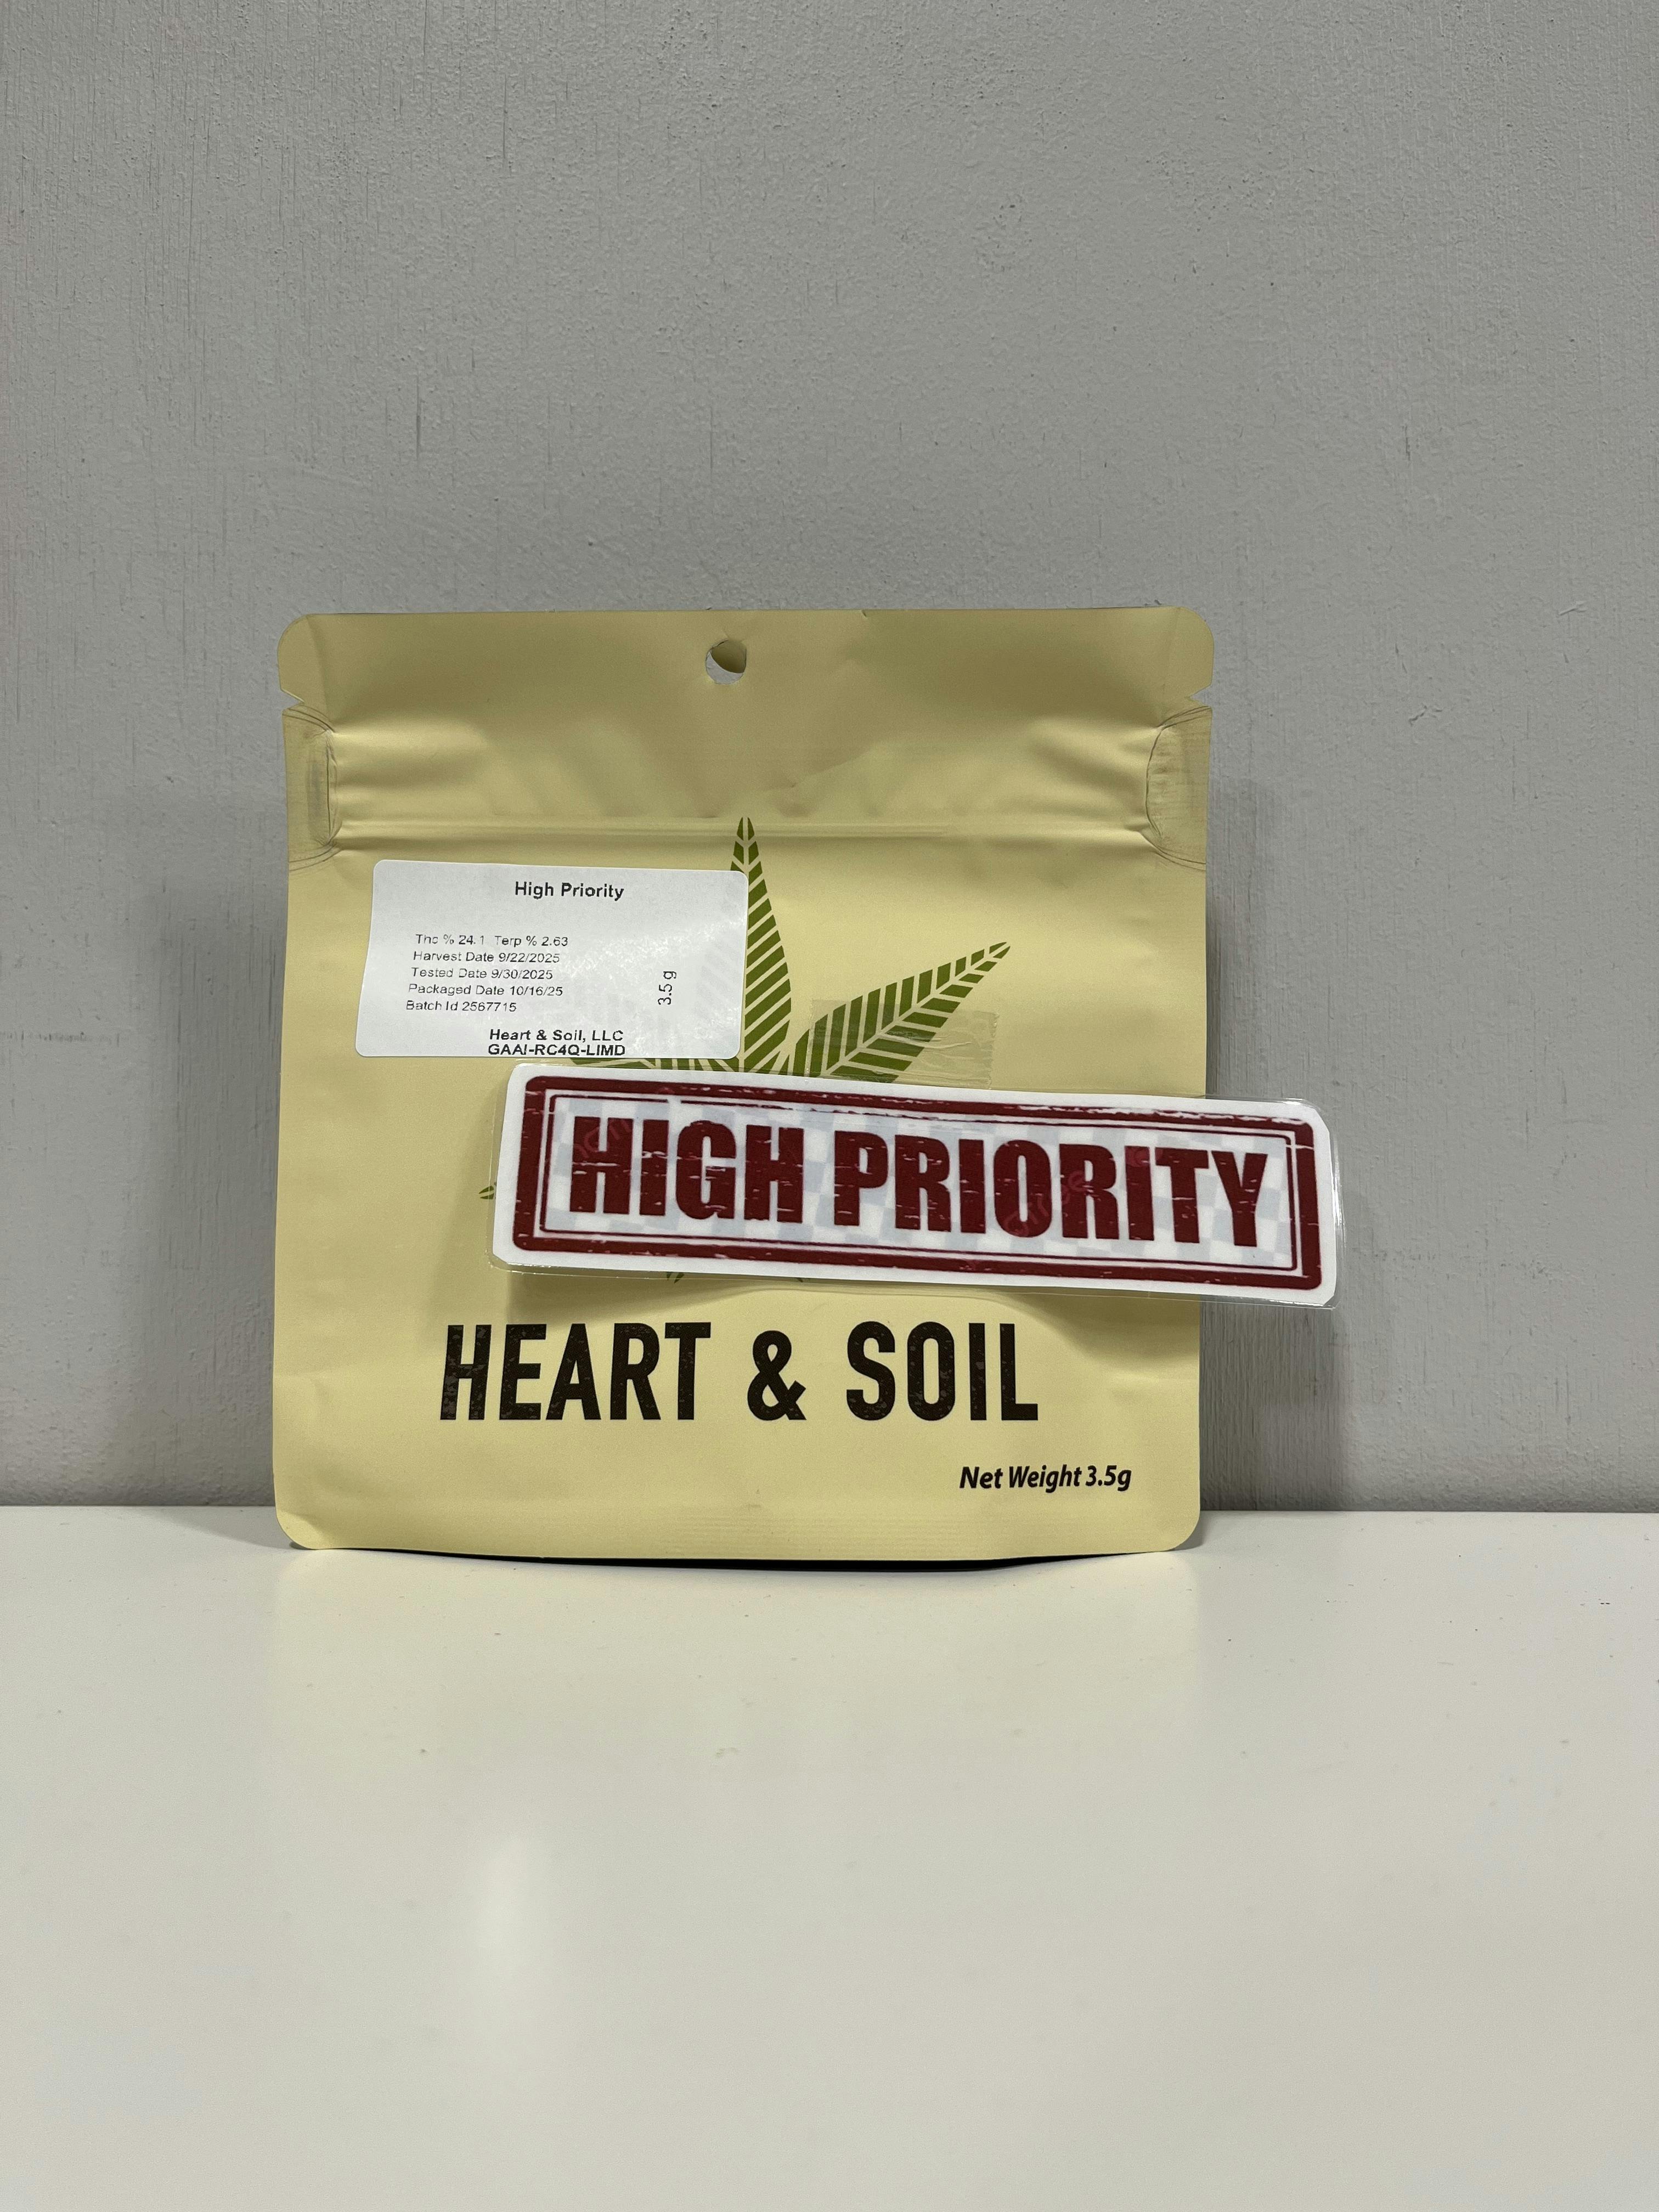 High Priority
Thc % 24.1 Terp % 2.63
Harvest Date 9/22/2025
Tested Date 9/30/2025
Packaged Date 10/16/25
Batch Id 2567715
3.5 g
Heart & Soil, LLC
GAAI-RC4Q-LIMD
HIGH PRIORITY
HEART & SOIL
Net Weight 3.5g